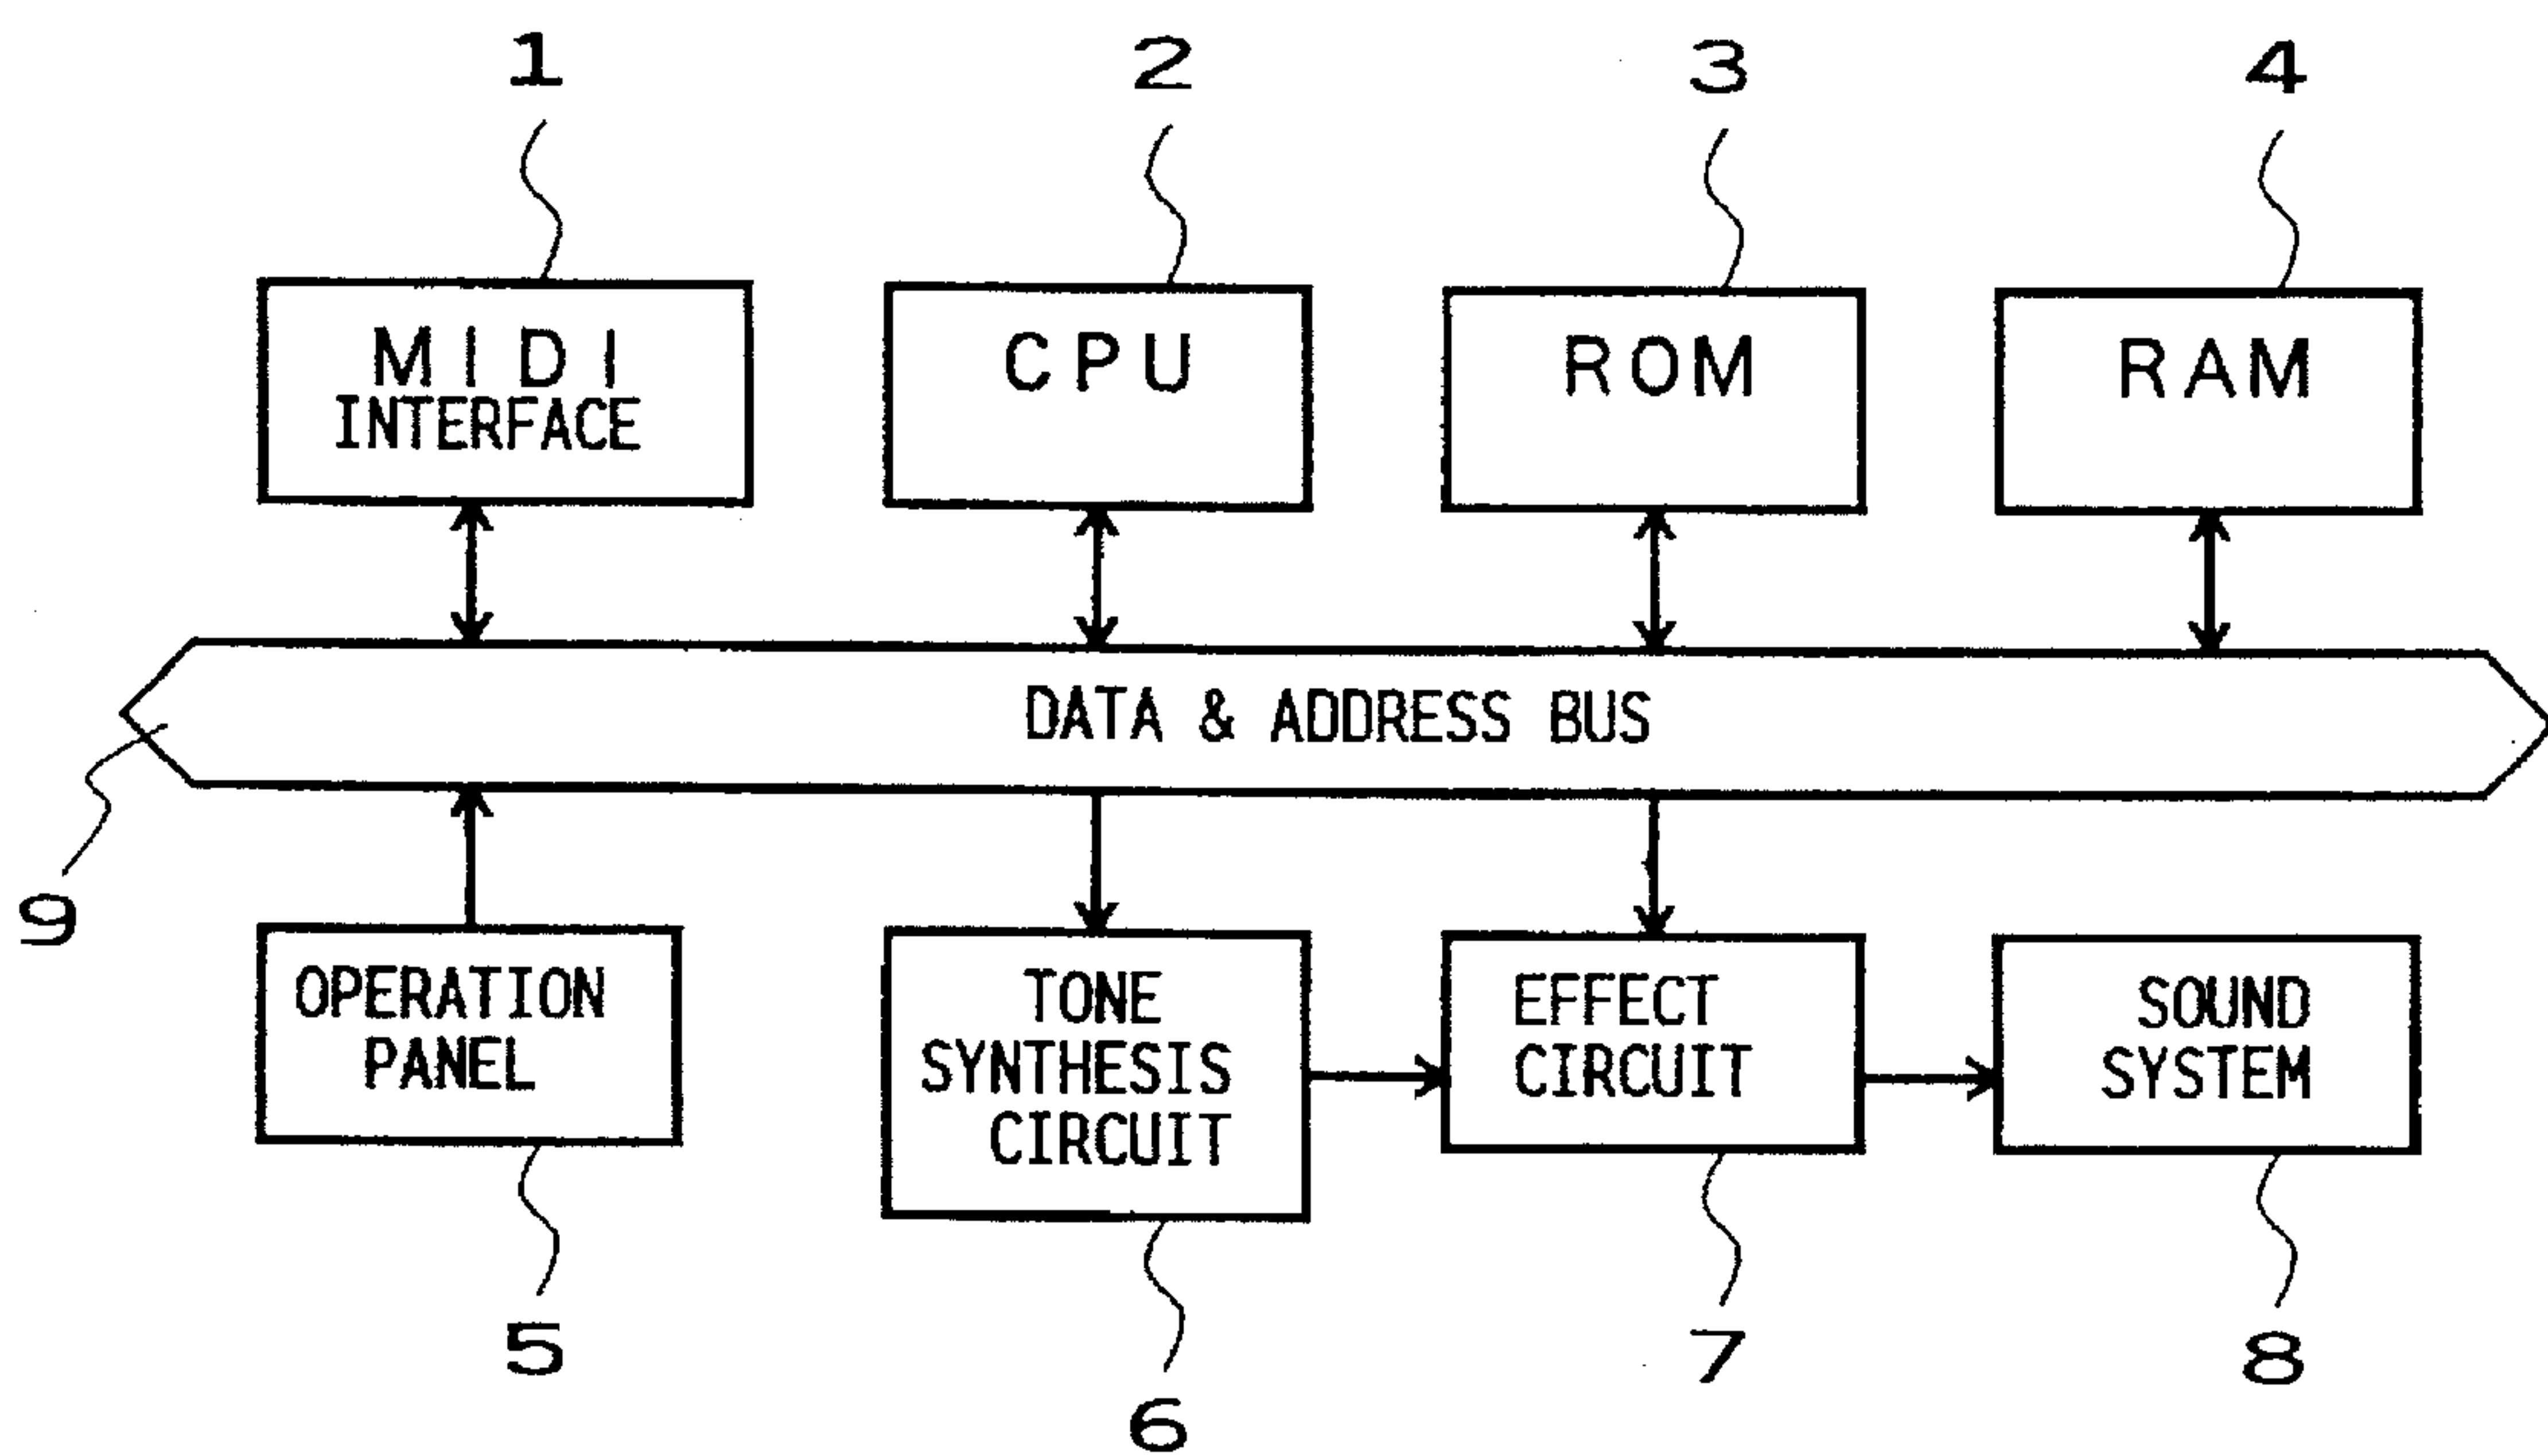 1
2
3
4
MIDI
INTERFACE
CPU
ROM
RAM
DATA & ADDRESS BUS
9
OPERATION
PANEL
TONE
SYNTHESIS
CIRCUIT
EFFECT
CIRCUIT
SOUND
SYSTEM
5
6
7
8